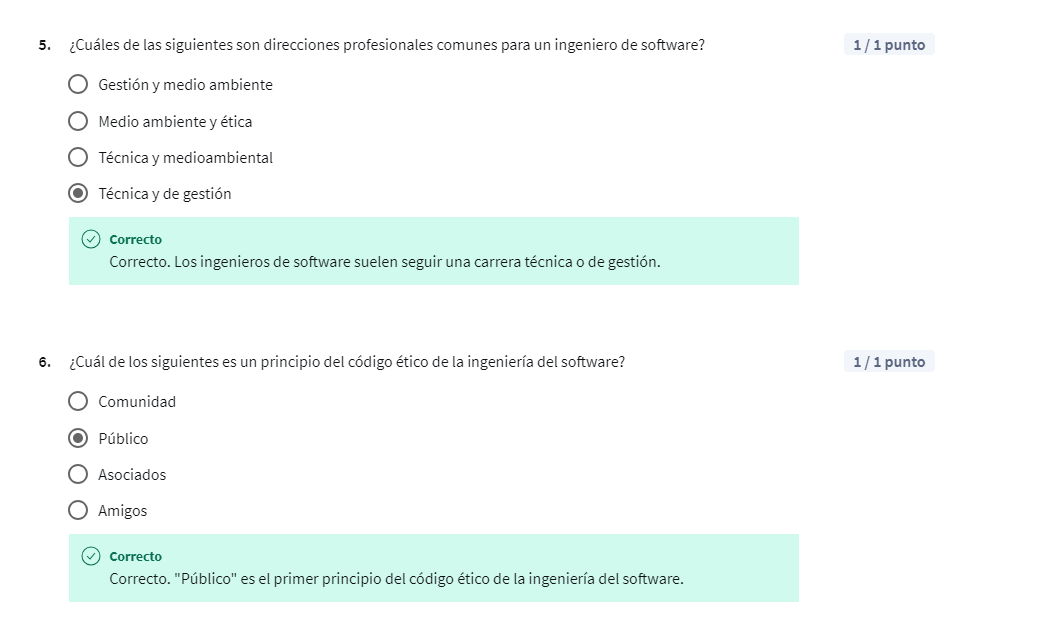 5. ¿Cuáles de las siguientes son direcciones profesionales comunes para un ingeniero de software? 1 / 1 punto
Gestión y medio ambiente
Medio ambiente y ética
Técnica y medioambiental
Técnica y de gestión
Correcto
Correcto. Los ingenieros de software suelen seguir una carrera técnica o de gestión.
6. ¿Cuál de los siguientes es un principio del código ético de la ingeniería del software? 1 / 1 punto
Comunidad
Público
Asociados
Amigos
Correcto
Correcto. "Público" es el primer principio del código ético de la ingeniería del software.